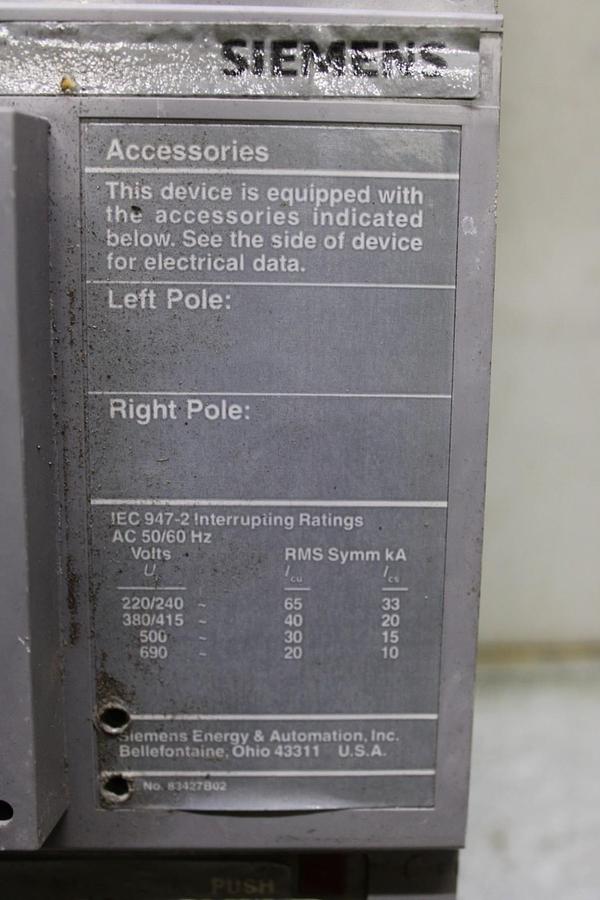 SIEMENS
Accessories
This device is equipped with
the accessories indicated
below. See the side of device
for electrical data.
Left Pole:
Right Pole:
IEC 947-2 Interrupting Ratings
AC 50/60 Hz
Volts RMS Symm kA
U Icu Ics
220/240 ~ 65 33
380/415 ~ 40 20
500 ~ 30 15
690 ~ 20 10
Siemens Energy & Automation, Inc.
Bellefontaine, Ohio 43311 U.S.A.
No. 83427B02
PUSH